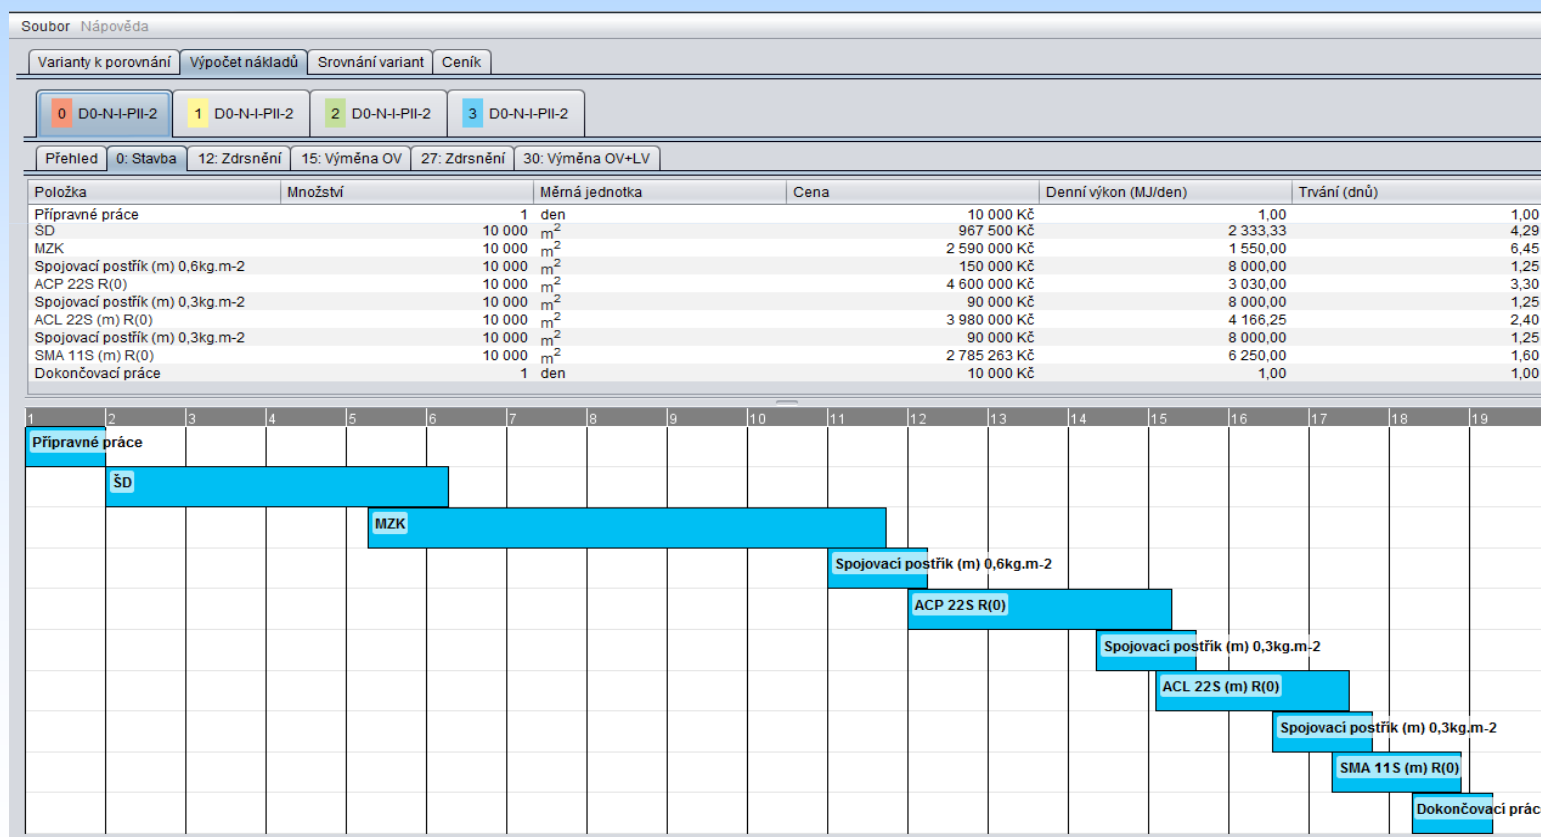 Soubor Nápověda
Varianty k porovnání Výpočet nákladů Srovnání variant Ceník
0 D0-N-I-PII-2 1 D0-N-I-PII-2 2 D0-N-I-PII-2 3 D0-N-I-PII-2
Přehled 0: Stavba 12: Zdrsnění 15: Výměna OV 27: Zdrsnění 30: Výměna OV+LV
Položka Množství Měrná jednotka Cena Denní výkon (MJ/den) Trvání (dnů)
Přípravné práce 1 den 10 000 Kč 1,00 1,00
ŠD 10 000 m² 967 500 Kč 2 333,33 4,29
MZK 10 000 m² 2 590 000 Kč 1 550,00 6,45
Spojovací postřik (m) 0,6kg.m-2 10 000 m² 150 000 Kč 8 000,00 1,25
ACP 22S R(0) 10 000 m² 4 600 000 Kč 3 030,00 3,30
Spojovací postřik (m) 0,3kg.m-2 10 000 m² 90 000 Kč 8 000,00 1,25
ACL 22S (m) R(0) 10 000 m² 3 980 000 Kč 4 166,25 2,40
Spojovací postřik (m) 0,3kg.m-2 10 000 m² 90 000 Kč 8 000,00 1,25
SMA 11S (m) R(0) 10 000 m² 2 785 263 Kč 6 250,00 1,60
Dokončovací práce 1 den 10 000 Kč 1,00 1,00
1 2 3 4 5 6 7 8 9 10 11 12 13 14 15 16 17 18 19
Přípravné práce
ŠD
MZK
Spojovací postřik (m) 0,6kg.m-2
ACP 22S R(0)
Spojovací postřik (m) 0,3kg.m-2
ACL 22S (m) R(0)
Spojovací postřik (m) 0,3kg.m-2
SMA 11S (m) R(0)
Dokončovací prác